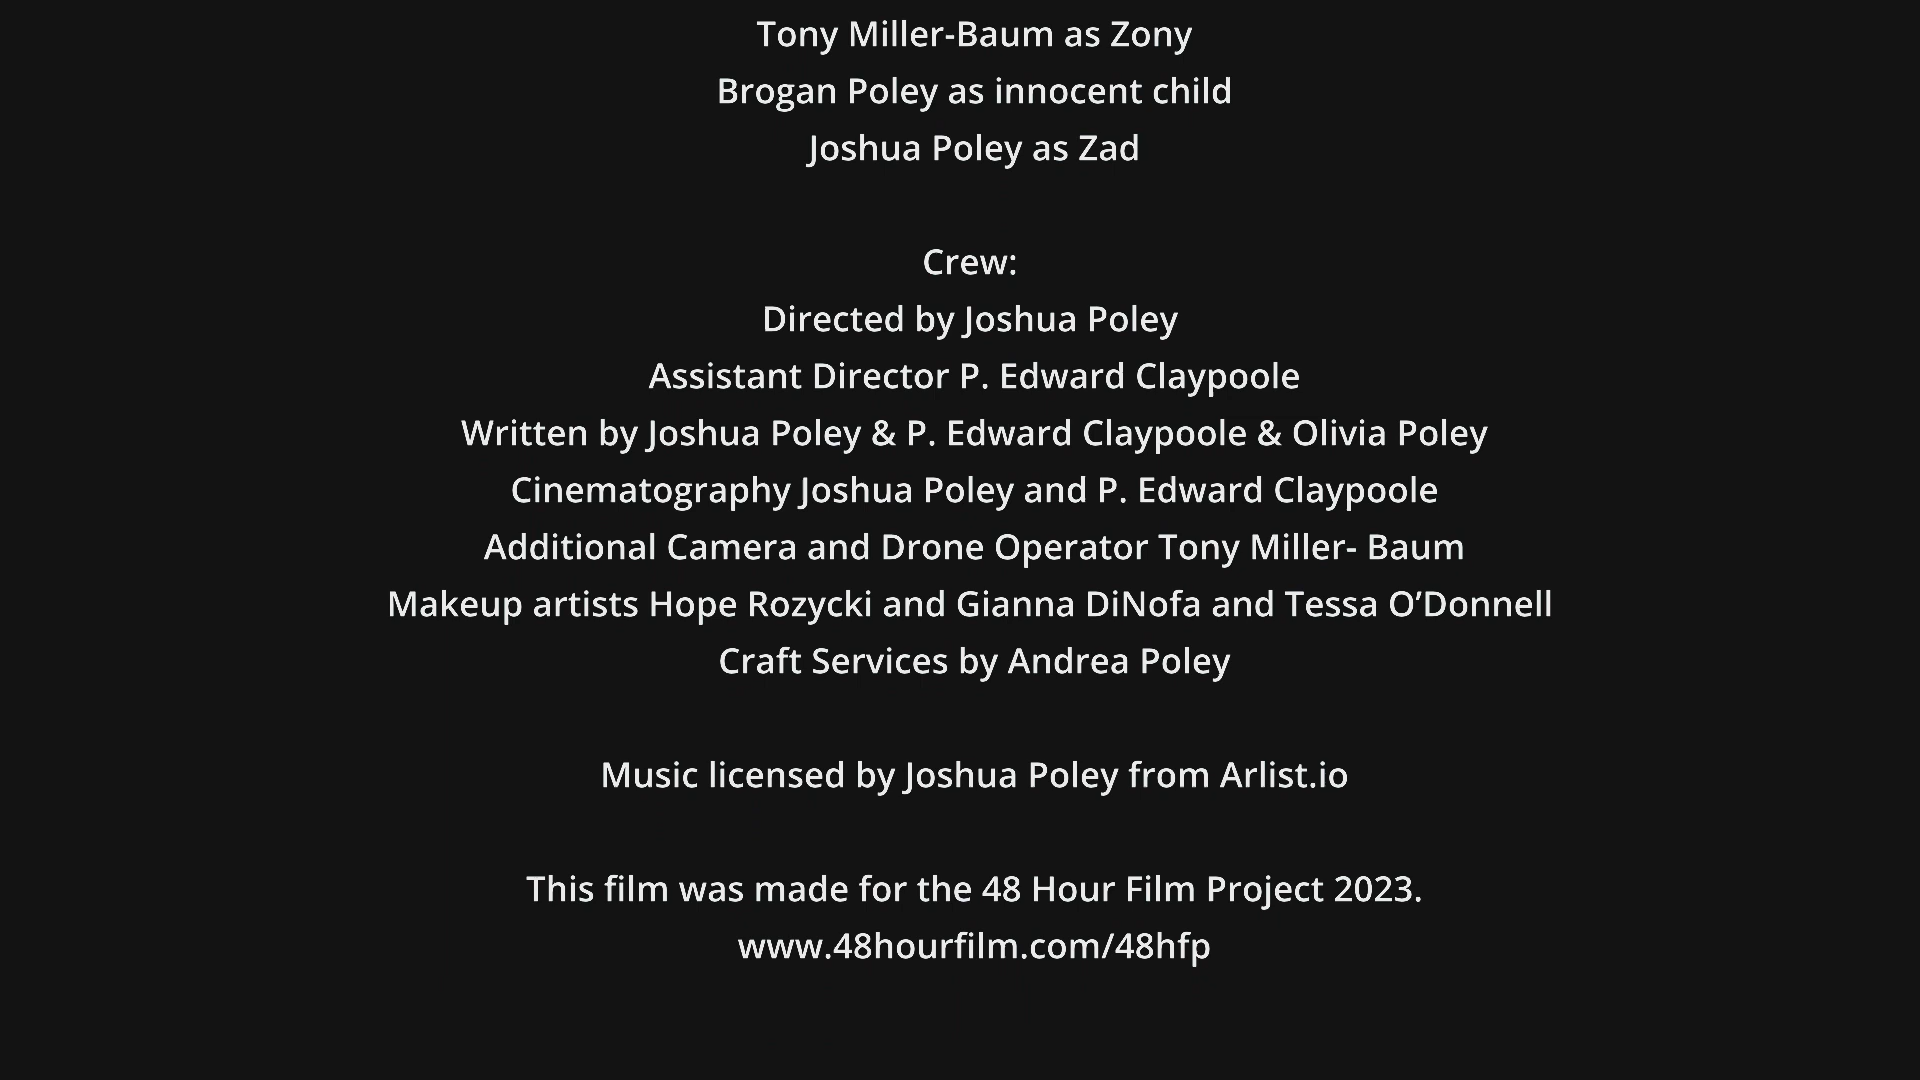 Tony Miller-Baum as Zony
Brogan Poley as innocent child
Joshua Poley as Zad
Crew:
Directed by Joshua Poley
Assistant Director P. Edward Claypoole
Written by Joshua Poley & P. Edward Claypoole & Olivia Poley
Cinematography Joshua Poley and P. Edward Claypoole
Additional Camera and Drone Operator Tony Miller- Baum
Makeup artists Hope Rozycki and Gianna DiNofa and Tessa O’Donnell
Craft Services by Andrea Poley
Music licensed by Joshua Poley from Arlist.io
This film was made for the 48 Hour Film Project 2023.
www.48hourfilm.com/48hfp